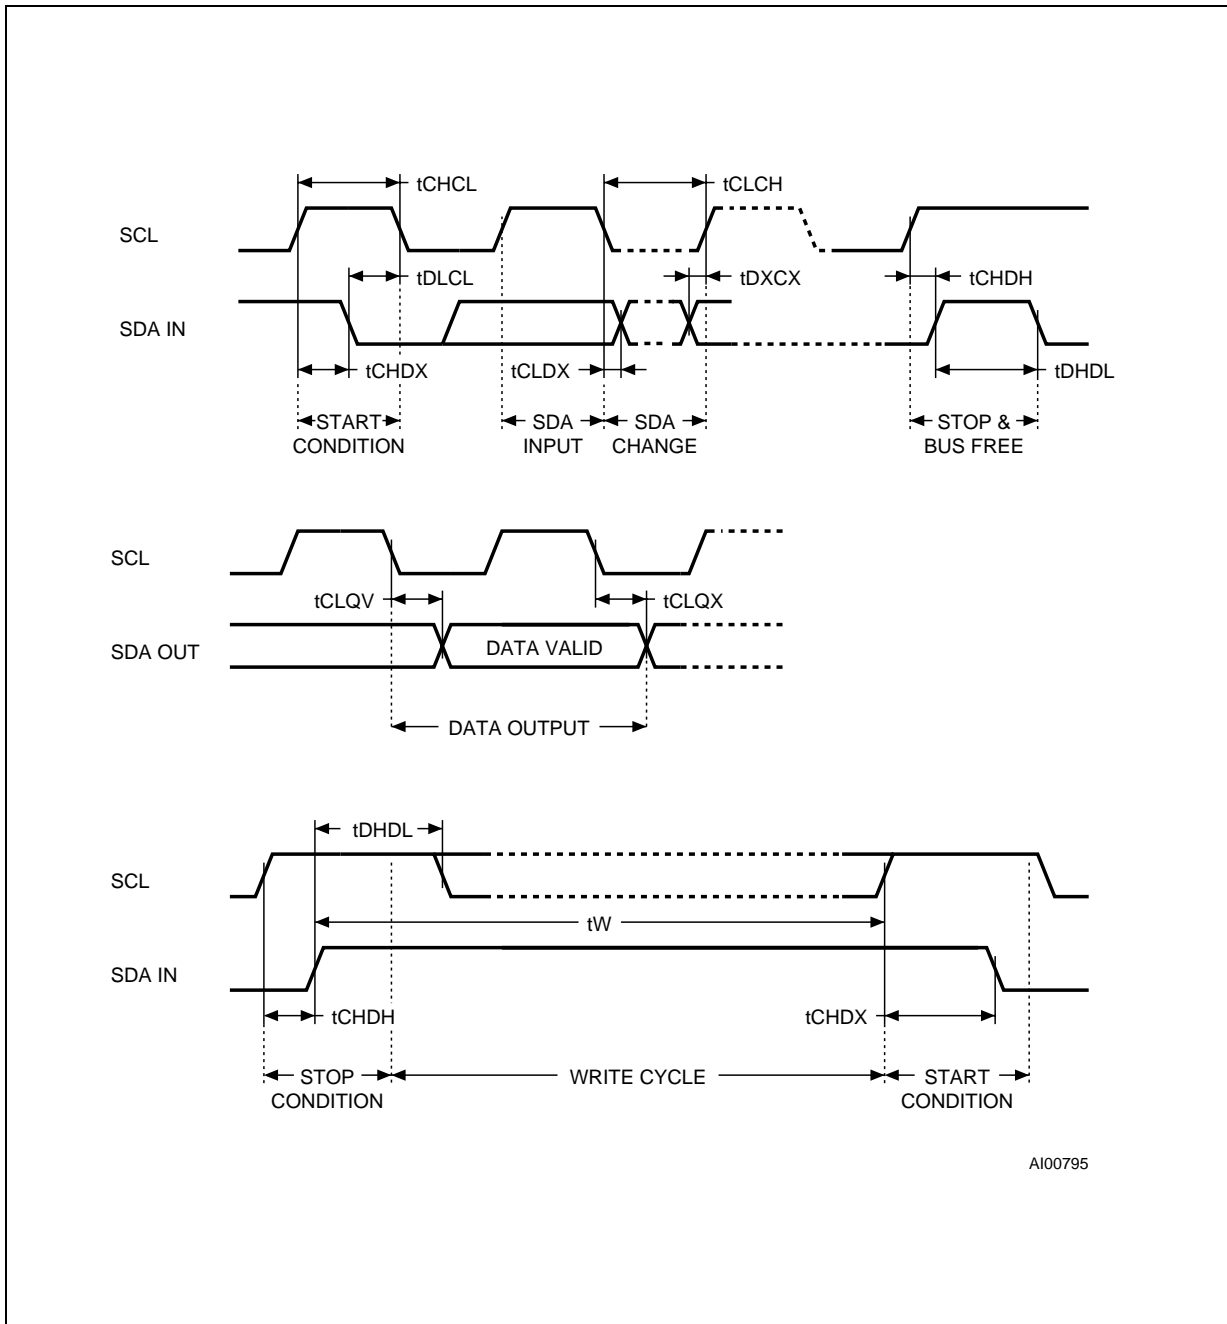 tCHCL
tCLCH
SCL
tDLCL
tDXCX
tCHDH
SDA IN
tCHDX
tCLDX
tDHDL
START
CONDITION
SDA
INPUT
SDA
CHANGE
STOP &
BUS FREE
SCL
tCLQV
tCLQX
SDA OUT
DATA VALID
DATA OUTPUT
tDHDL
SCL
tW
SDA IN
tCHDH
tCHDX
STOP
CONDITION
WRITE CYCLE
START
CONDITION
AI00795